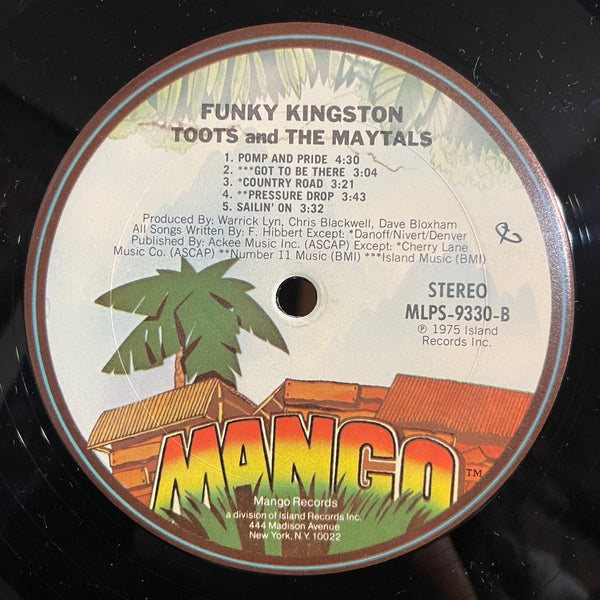 FUNKY KINGSTON
TOOTS and THE MAYTALS
1. POMP AND PRIDE 4:30
2. ***GOT TO BE THERE 3:04
3. *COUNTRY ROAD 3:21
4. **PRESSURE DROP 3:43
5. SAILIN' ON 3:32
Produced By: Warrick Lyn, Chris Blackwell, Dave Bloxham
All Songs Written By: F. Hibbert Except: *Danoff/Nivert/Denver
Published By: Ackee Music Inc. (ASCAP) Except: *Cherry Lane
Music Co. (ASCAP) **Number 11 Music (BMI) ***Island Music (BMI)
STEREO
MLPS-9330-B
℗ 1975 Island
Records Inc.
MANGO TM
Mango Records
a division of Island Records Inc.
444 Madison Avenue
New York, N.Y. 10022